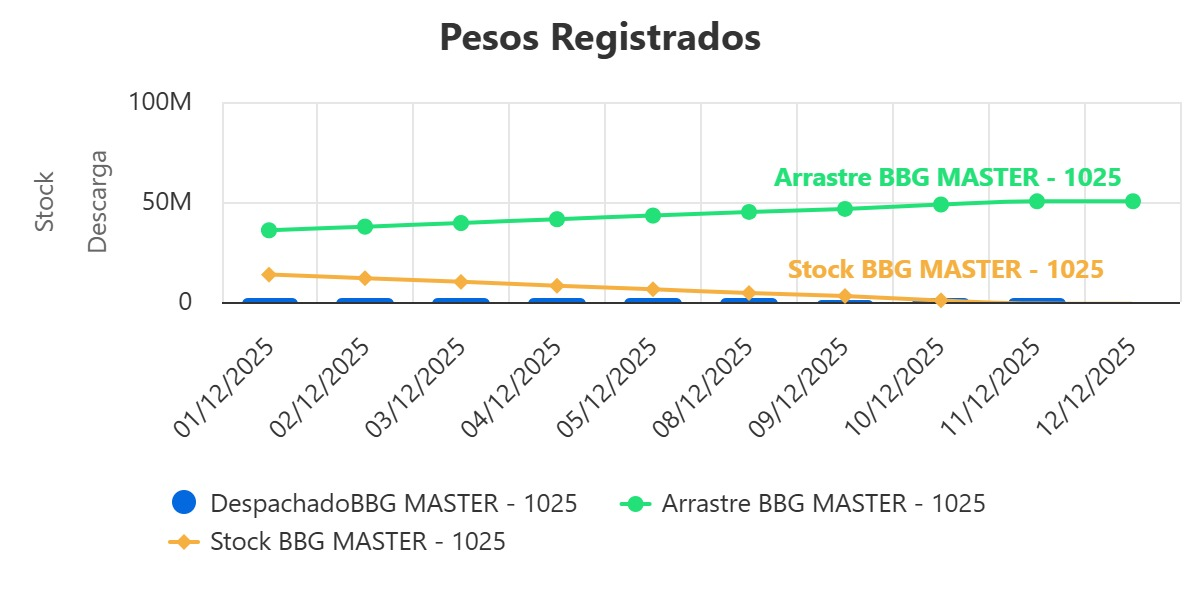 Pesos Registrados
Stock
Descarga
100M
50M
0
Arrastre BBG MASTER - 1025
Stock BBG MASTER - 1025
01/12/2025
02/12/2025
03/12/2025
04/12/2025
05/12/2025
08/12/2025
09/12/2025
10/12/2025
11/12/2025
12/12/2025
DespachadoBBG MASTER - 1025
Arrastre BBG MASTER - 1025
Stock BBG MASTER - 1025